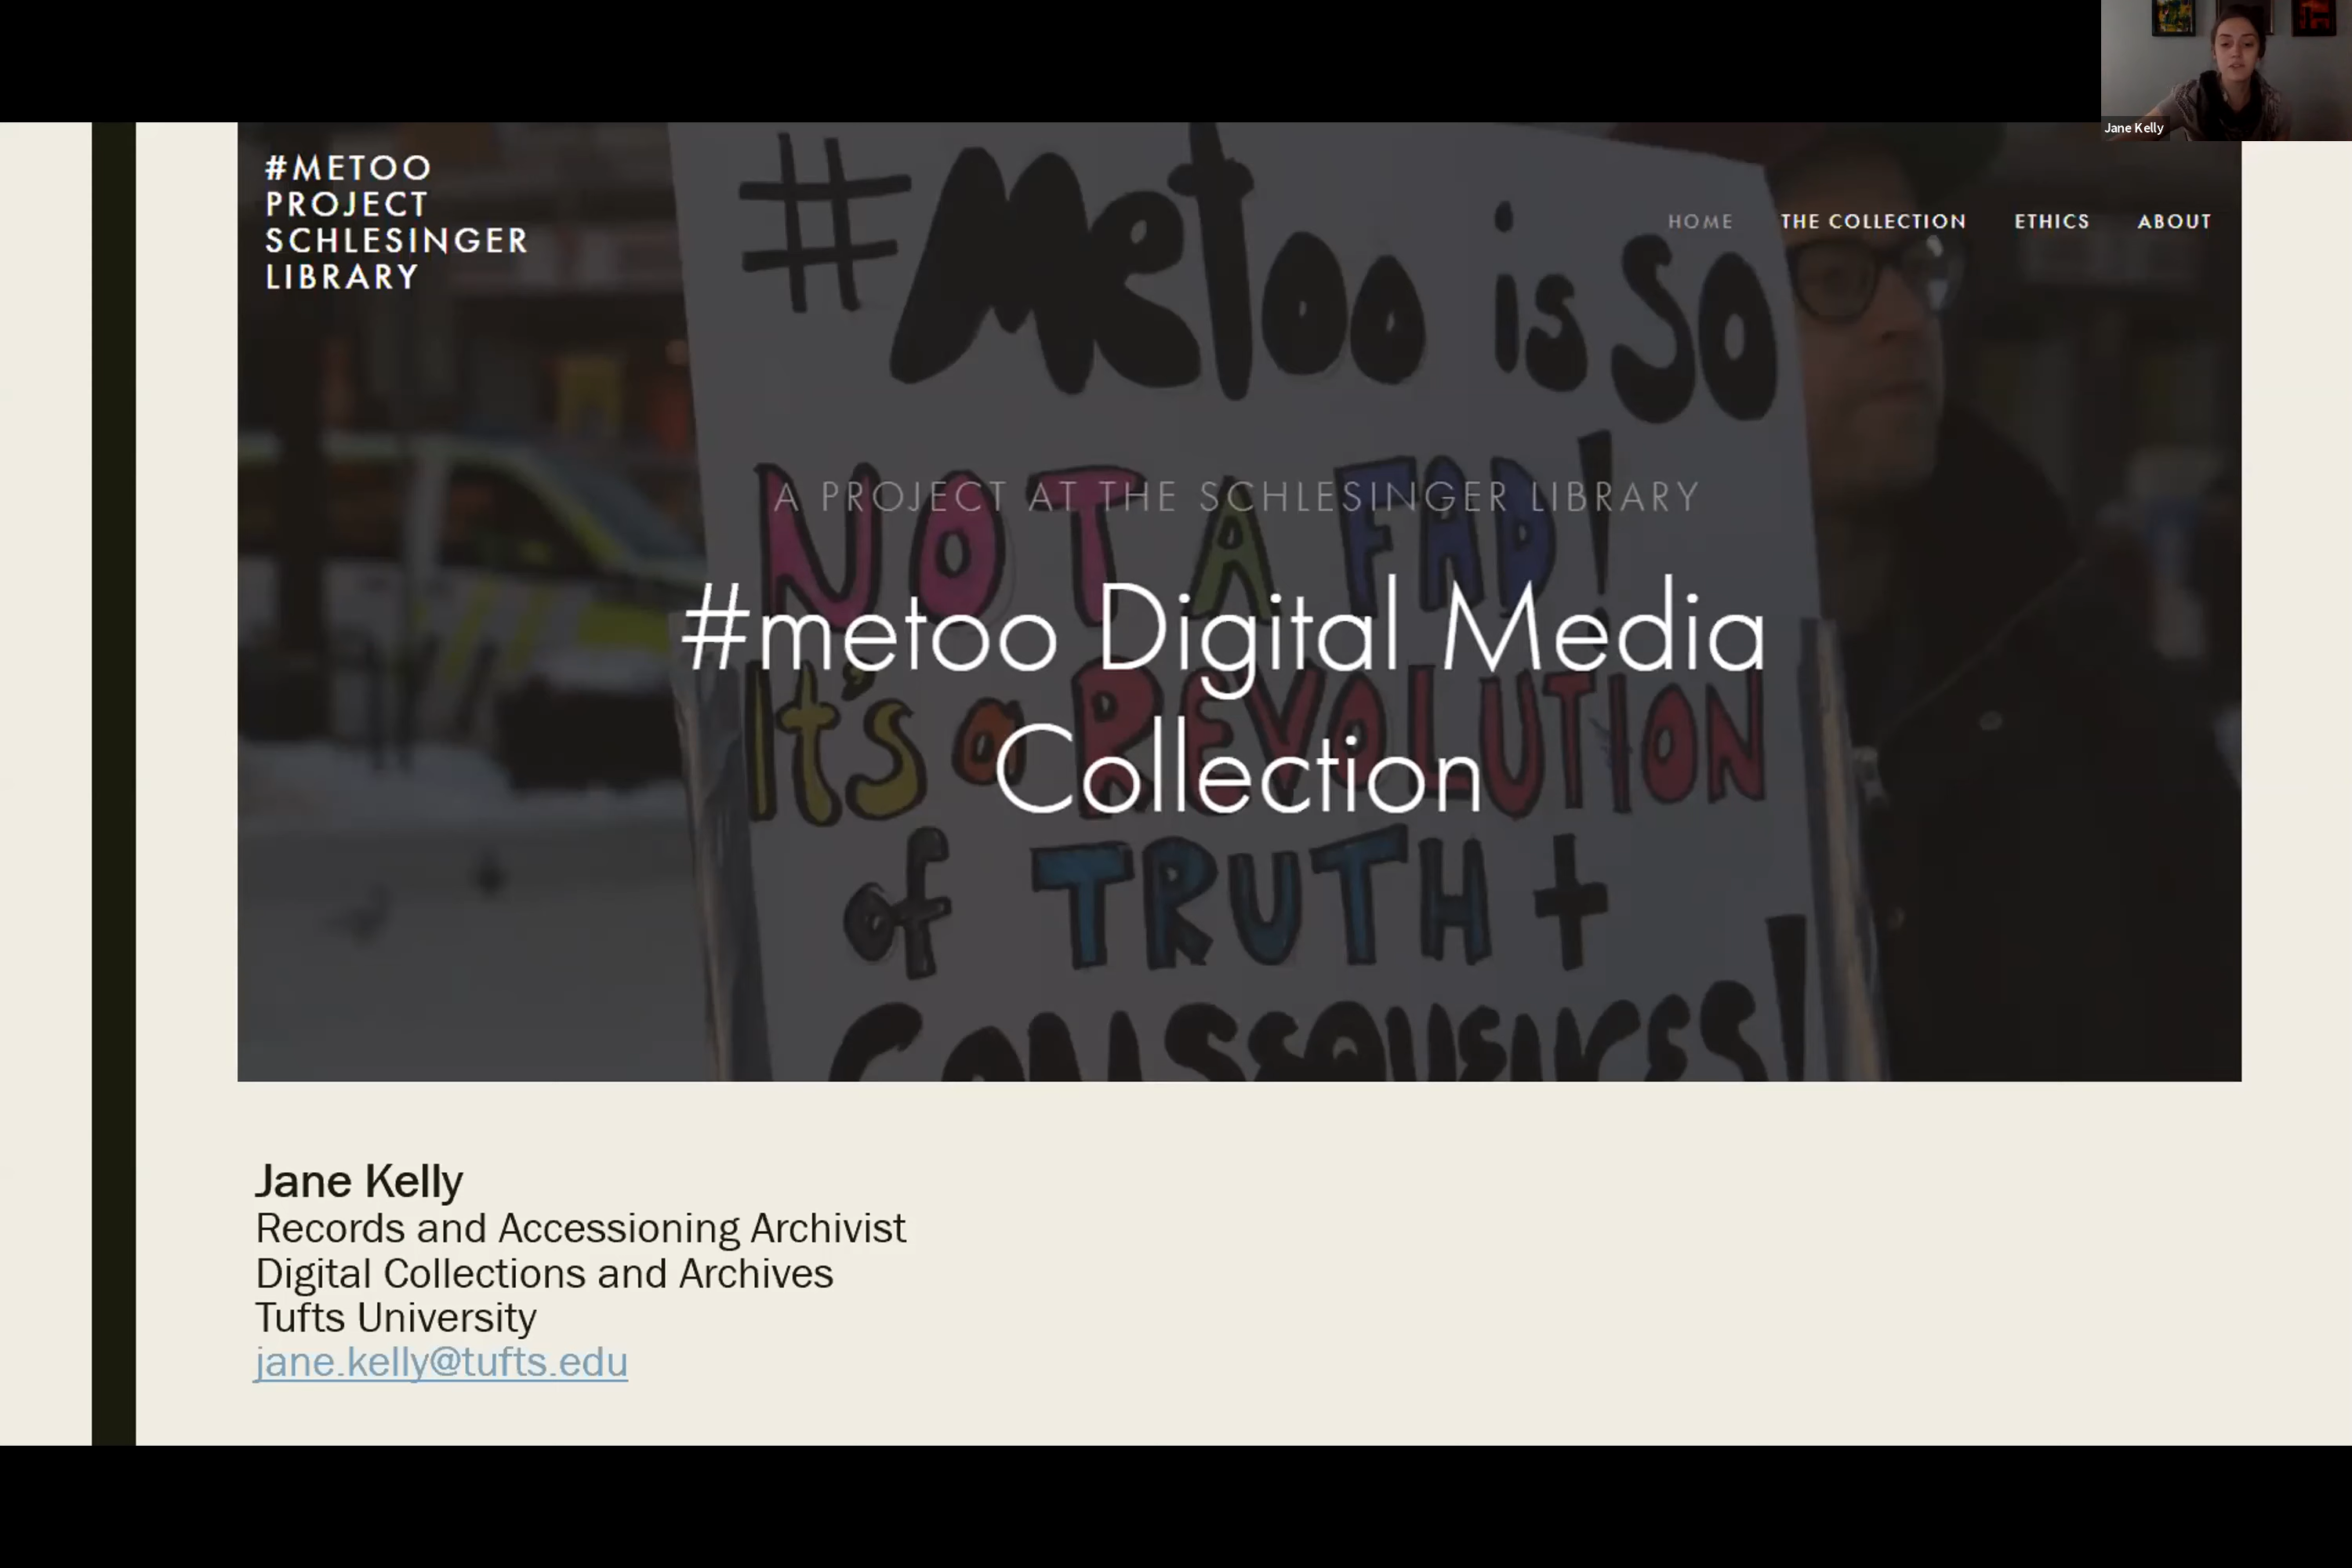 Jane Kelly
#METOO
PROJECT
SCHLESINGER
LIBRARY
HOME THE COLLECTION ETHICS ABOUT
#Metoo is SO
NOT A FAD!
It's a REVOLUTION
of TRUTH +
CONSEQUENCES!
A PROJECT AT THE SCHLESINGER LIBRARY
#metoo Digital Media
Collection
Jane Kelly
Records and Accessioning Archivist
Digital Collections and Archives
Tufts University
jane.kelly@tufts.edu